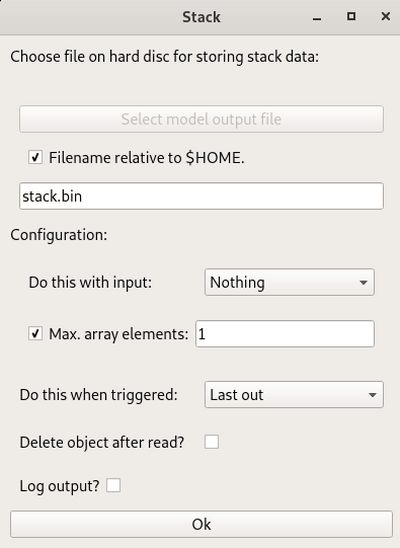 Stack
Choose file on hard disc for storing stack data:
Select model output file
Filename relative to $HOME.
stack.bin
Configuration:
Do this with input: Nothing
Max. array elements: 1
Do this when triggered: Last out
Delete object after read?
Log output?
Ok